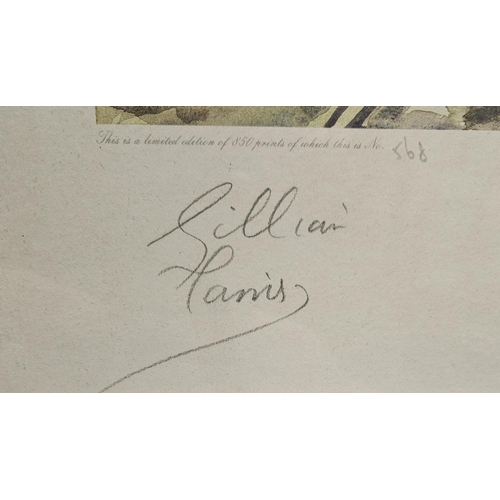 This is a limited edition of 850 prints of which this is No. 568
Gillian
Harris